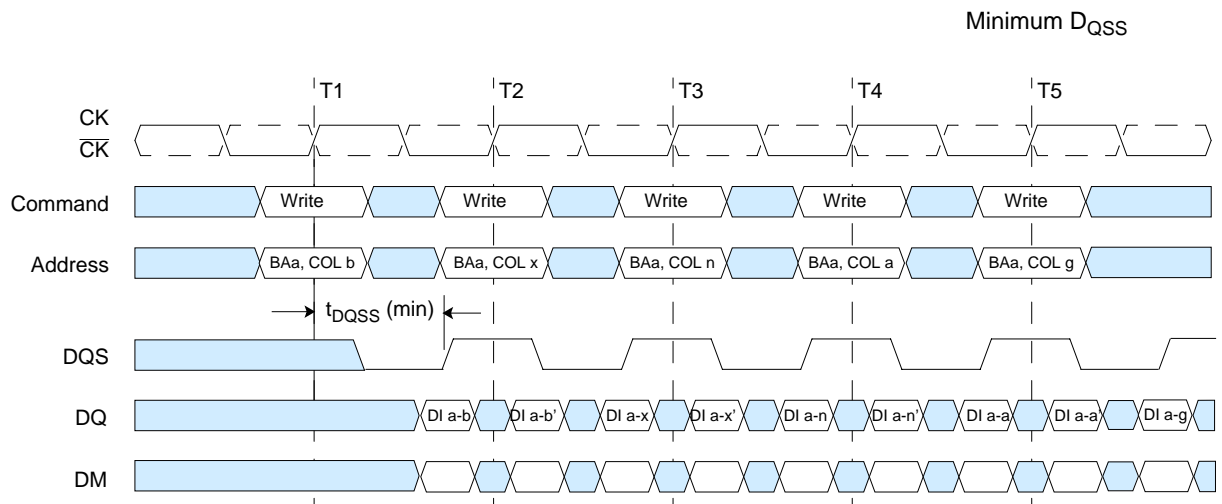 Minimum DQSS
T1 T2 T3 T4 T5
CK
CK
Command Write Write Write Write Write
Address BAa, COL b BAa, COL x BAa, COL n BAa, COL a BAa, COL g
tDQSS (min)
DQS
DQ DI a-b DI a-b’ DI a-x DI a-x’ DI a-n DI a-n’ DI a-a DI a-a’ DI a-g
DM